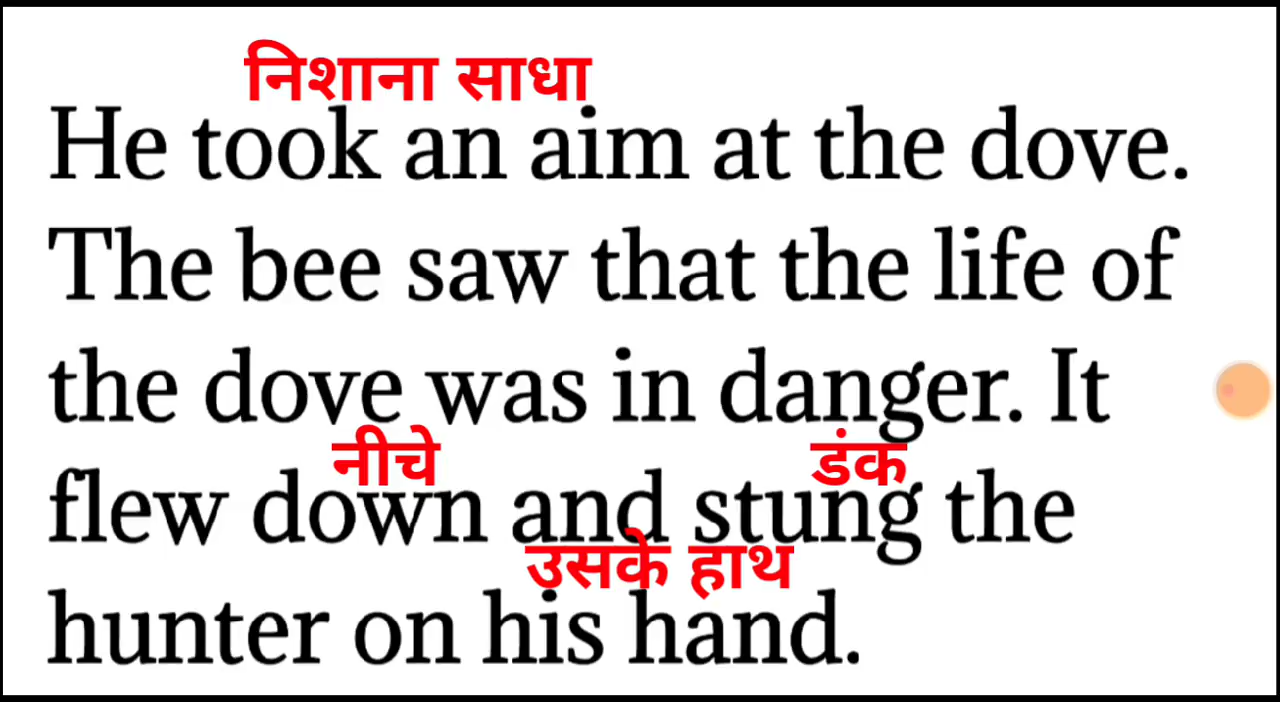 निशाना साधा
He took an aim at the dove.
The bee saw that the life of
the dove was in danger. It
नीचे डंक
flew down and stung the
उसके हाथ
hunter on his hand.